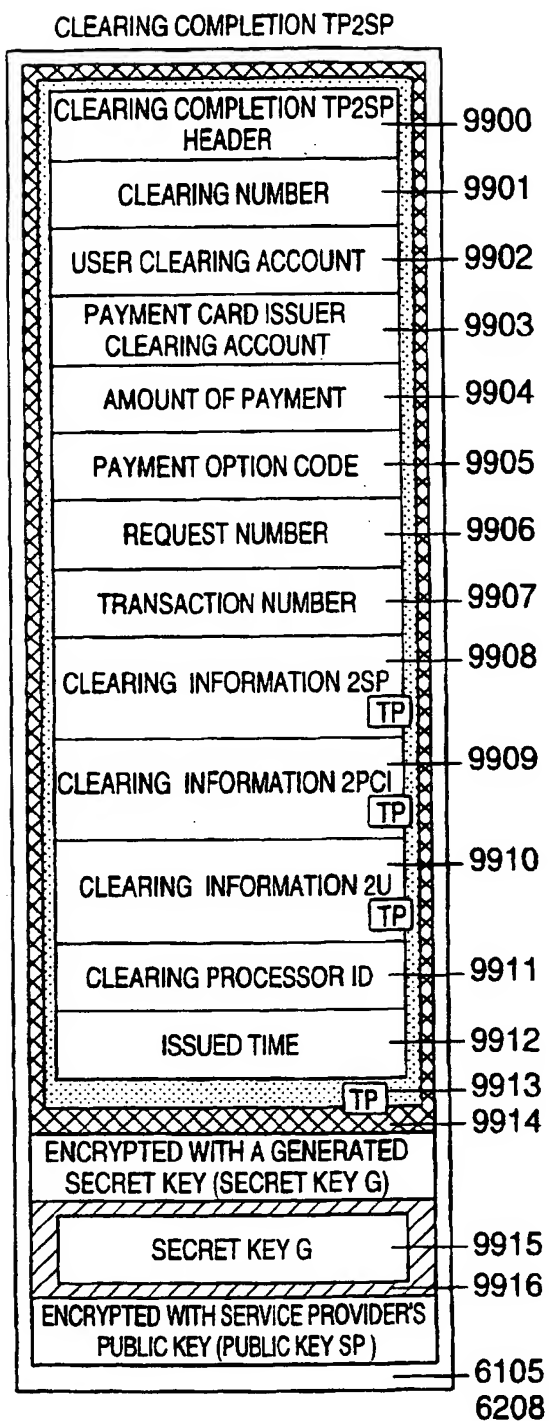 CLEARING COMPLETION TP2SP
CLEARING COMPLETION TP2SP
HEADER
9900
CLEARING NUMBER
9901
USER CLEARING ACCOUNT
9902
PAYMENT CARD ISSUER
CLEARING ACCOUNT
9903
AMOUNT OF PAYMENT
9904
PAYMENT OPTION CODE
9905
REQUEST NUMBER
9906
TRANSACTION NUMBER
9907
9908
CLEARING INFORMATION 2SP
TP
9909
CLEARING INFORMATION 2PCI
TP
9910
CLEARING INFORMATION 2U
TP
CLEARING PROCESSOR ID
9911
ISSUED TIME
9912
TP
9913
9914
ENCRYPTED WITH A GENERATED
SECRET KEY (SECRET KEY G)
SECRET KEY G
9915
9916
ENCRYPTED WITH SERVICE PROVIDER'S
PUBLIC KEY (PUBLIC KEY SP )
6105
6208